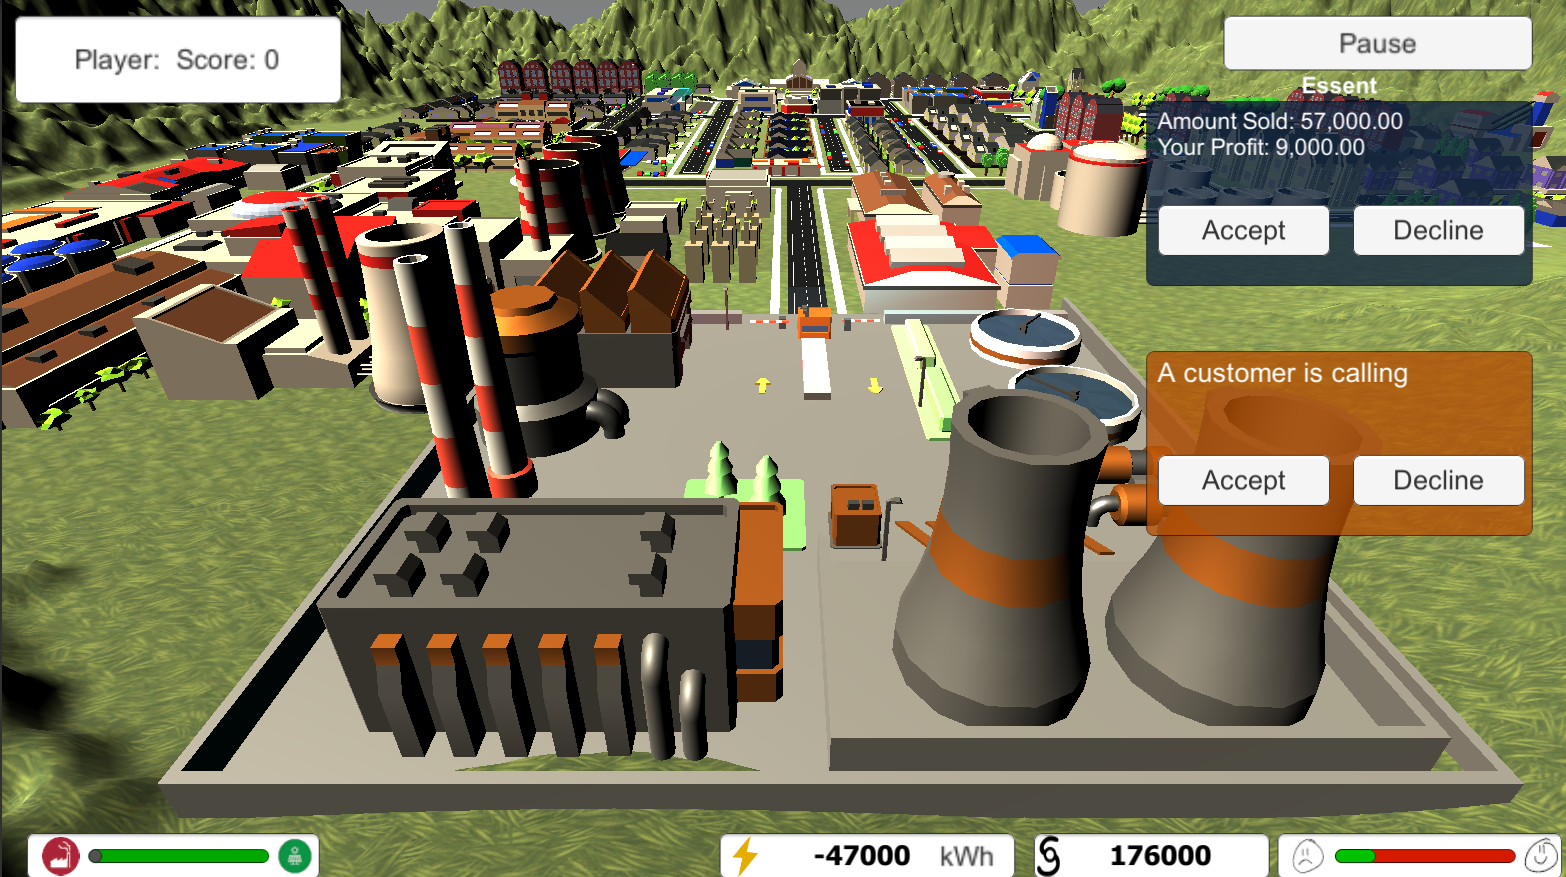 Player: Score: 0
Pause
Essent
Amount Sold: 57,000.00
Your Profit: 9,000.00
Accept
Decline
A customer is calling
Accept
Decline
-47000 kWh
176000